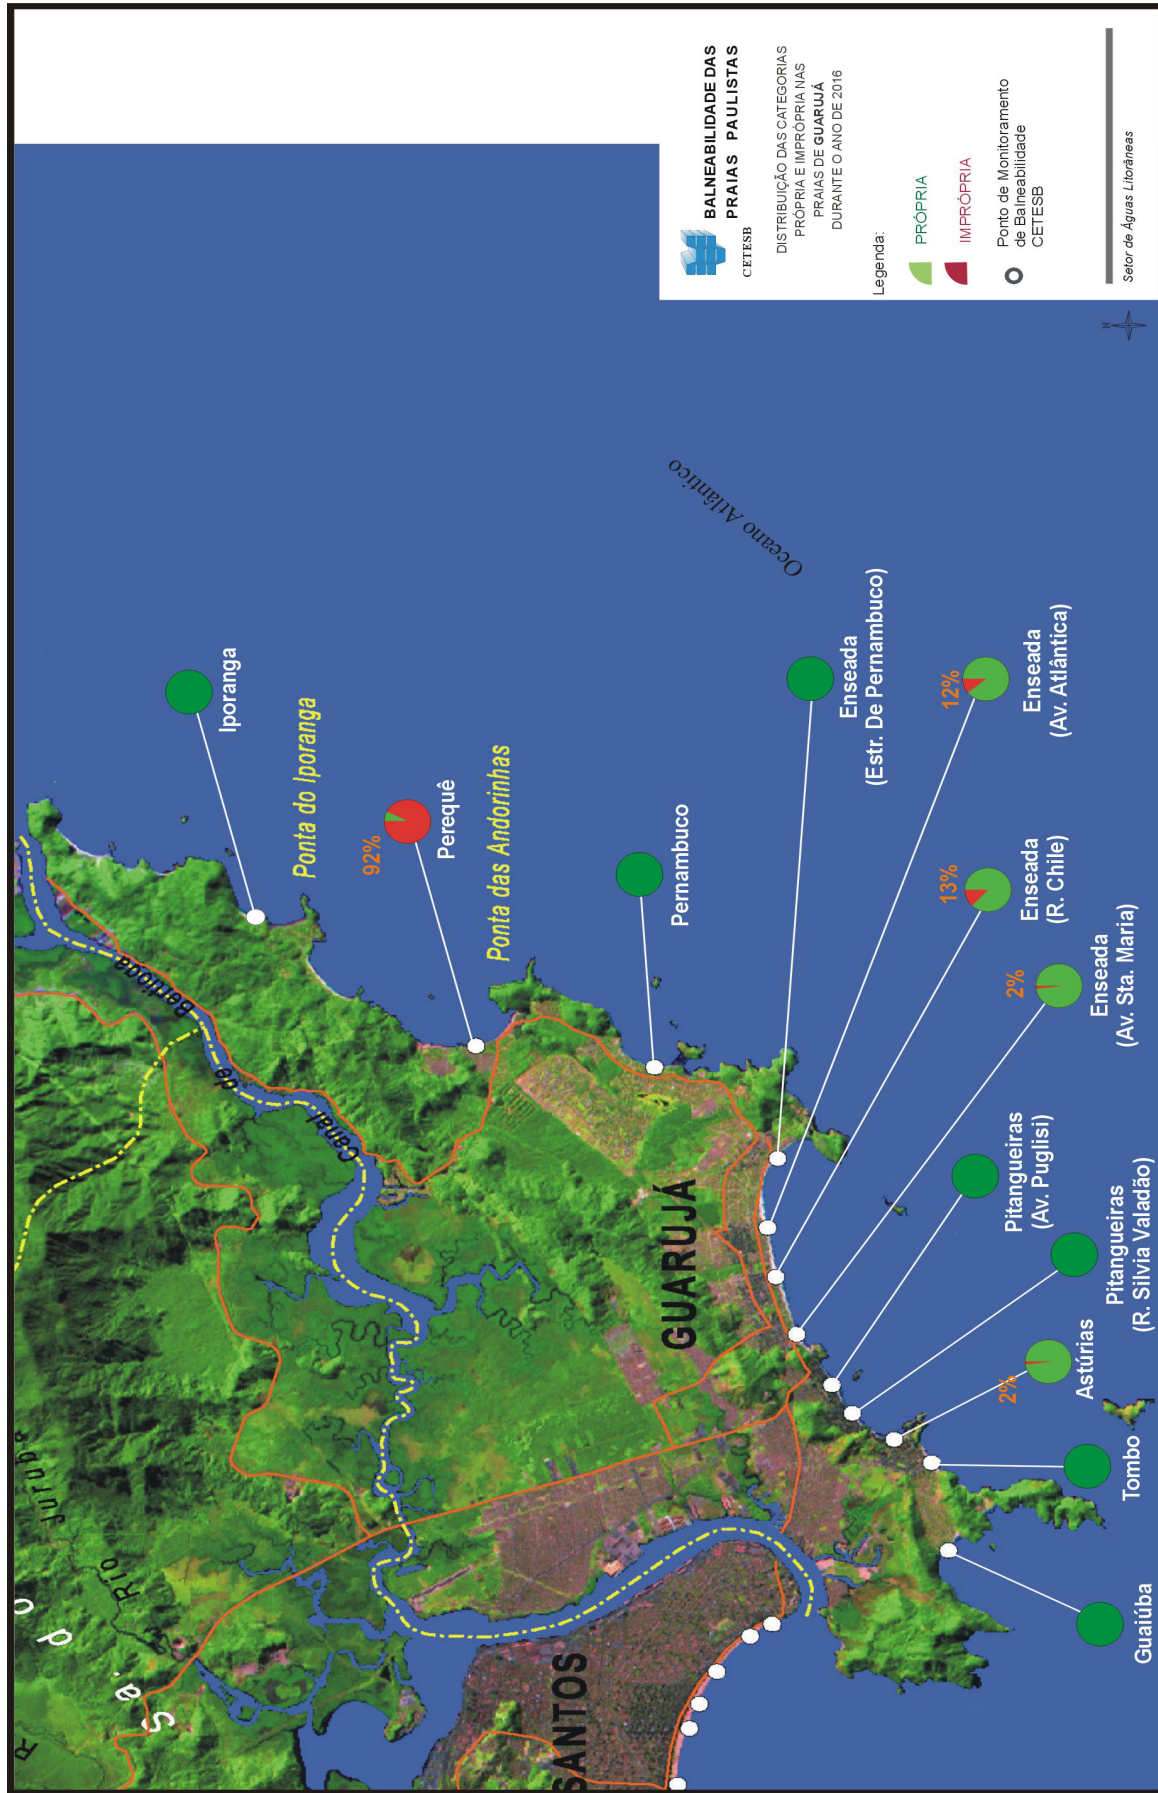 BALNEABILIDADE DAS
PRAIAS PAULISTAS
CETESB
DISTRIBUIÇÃO DAS CATEGORIAS
PRÓPRIA E IMPRÓPRIA NAS
PRAIAS DE GUARUJÁ
DURANTE O ANO DE 2016
Legenda:
PRÓPRIA
IMPRÓPRIA
Ponto de Monitoramento
de Balneabilidade
CETESB
N
Setor de Águas Litorâneas
Iporanga
Ponta do Iporanga
92%
Perequê
Ponta das Andorinhas
Pernambuco
Oceano Atlântico
Enseada
(Estr. De Pernambuco)
12%
Enseada
(Av. Atlântica)
13%
Enseada
(R. Chile)
2%
Enseada
(Av. Sta. Maria)
Pitangueiras
(Av. Puglisi)
Pitangueiras
(R. Silvia Valadão)
2%
Astúrias
Tombo
Guaiúba
GUARUJÁ
SANTOS
Canal de Bertioga
Rio
R
S a . d o